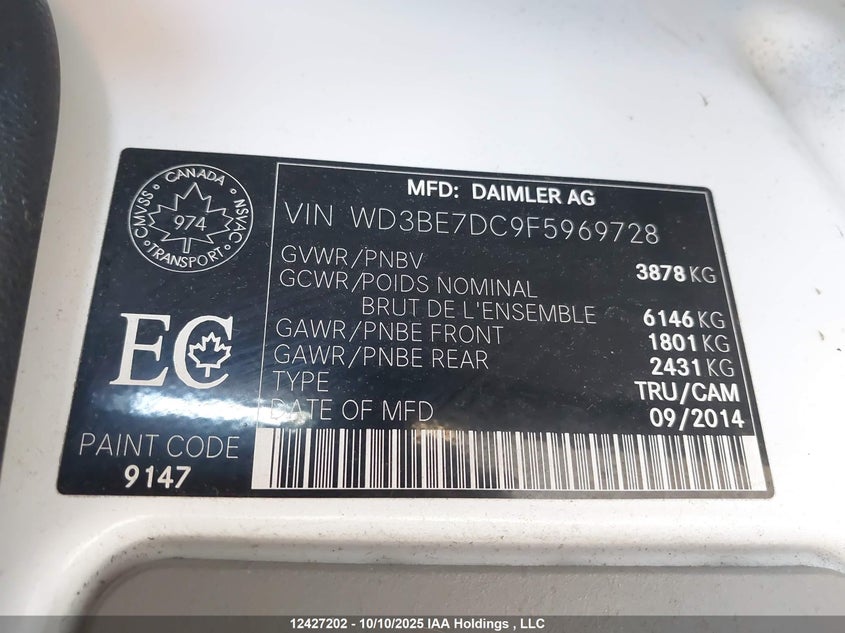 MFD: DAIMLER AG
CANADA
CMVSS
974
NSVAC
TRANSPORT
VIN WD3BE7DC9F5969728
GVWR/PNBV 3878 KG
GCWR/POIDS NOMINAL
BRUT DE L'ENSEMBLE 6146 KG
GAWR/PNBE FRONT 1801 KG
GAWR/PNBE REAR 2431 KG
TYPE TRU/CAM
DATE OF MFD 09/2014
EC
PAINT CODE
9147
12427202 - 10/10/2025 IAA Holdings , LLC